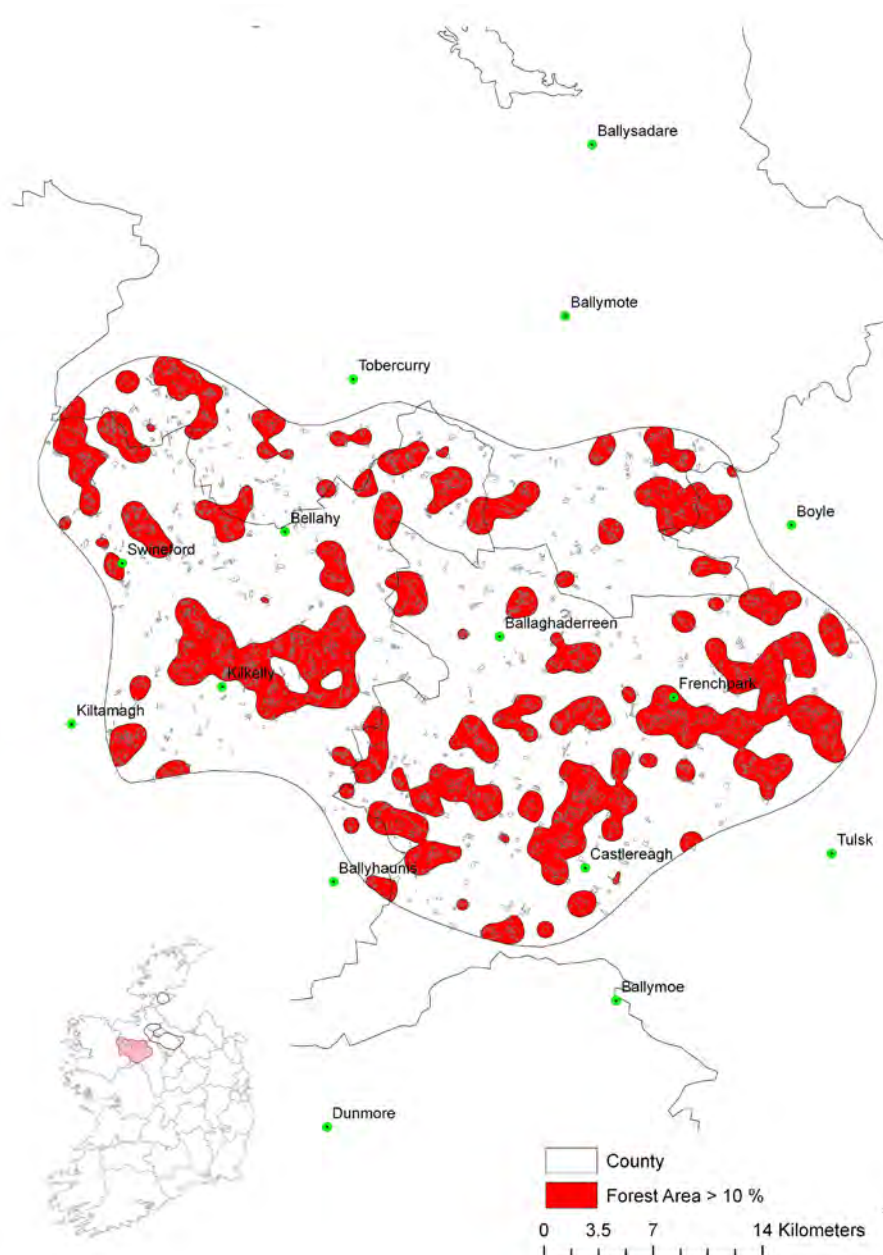 Ballysadare
Ballymote
Tobercurry
Bellahy
Boyle
Swineford
Ballaghaderreen
Kilkelly
Frenchpark
Kiltamagh
Tulsk
Castlereagh
Ballyhaunis
Ballymoe
Dunmore
County
Forest Area > 10 %
0 3.5 7 14 Kilometers